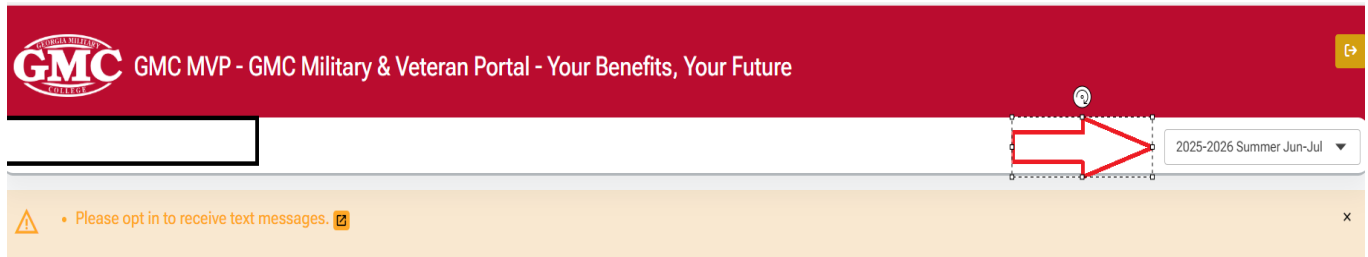 GEORGIA MILITARY
GMC
COLLEGE
GMC MVP - GMC Military & Veteran Portal - Your Benefits, Your Future
2025-2026 Summer Jun-Jul
• Please opt in to receive text messages.